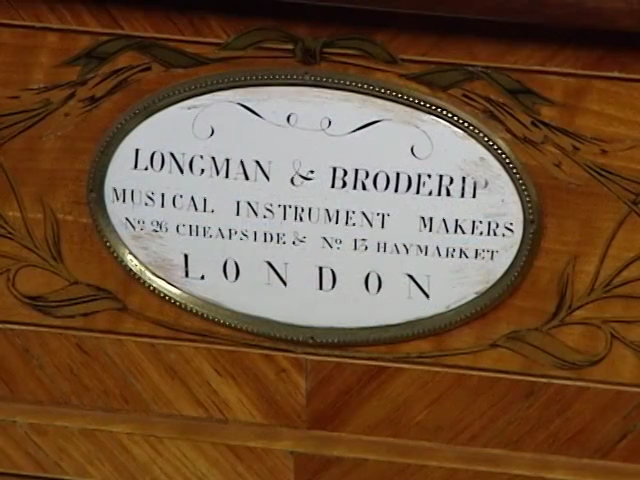 LONGMAN & BRODERIP
MUSICAL INSTRUMENT MAKERS
No. 26 CHEAPSIDE & No. 13 HAYMARKET
LONDON